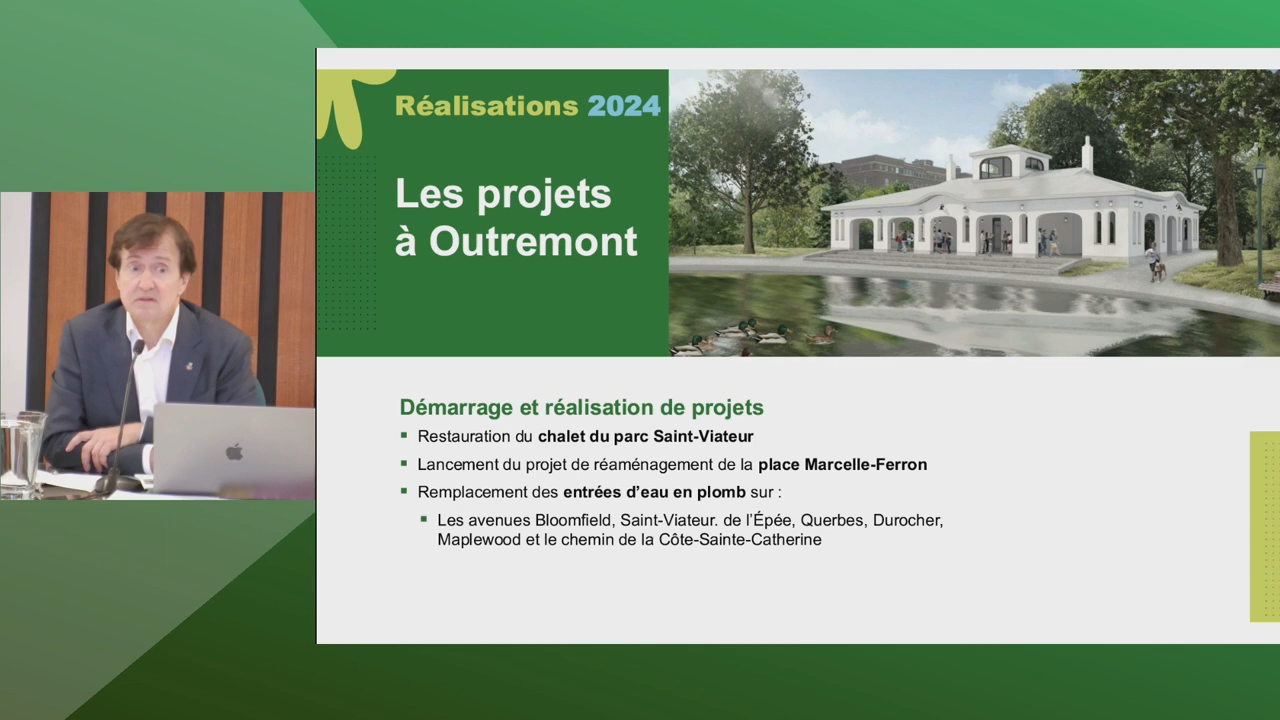 Réalisations 2024
Les projets
à Outremont
Démarrage et réalisation de projets
Restauration du chalet du parc Saint-Viateur
Lancement du projet de réaménagement de la place Marcelle-Ferron
Remplacement des entrées d’eau en plomb sur :
Les avenues Bloomfield, Saint-Viateur. de l’Épée, Querbes, Durocher,
Maplewood et le chemin de la Côte-Sainte-Catherine